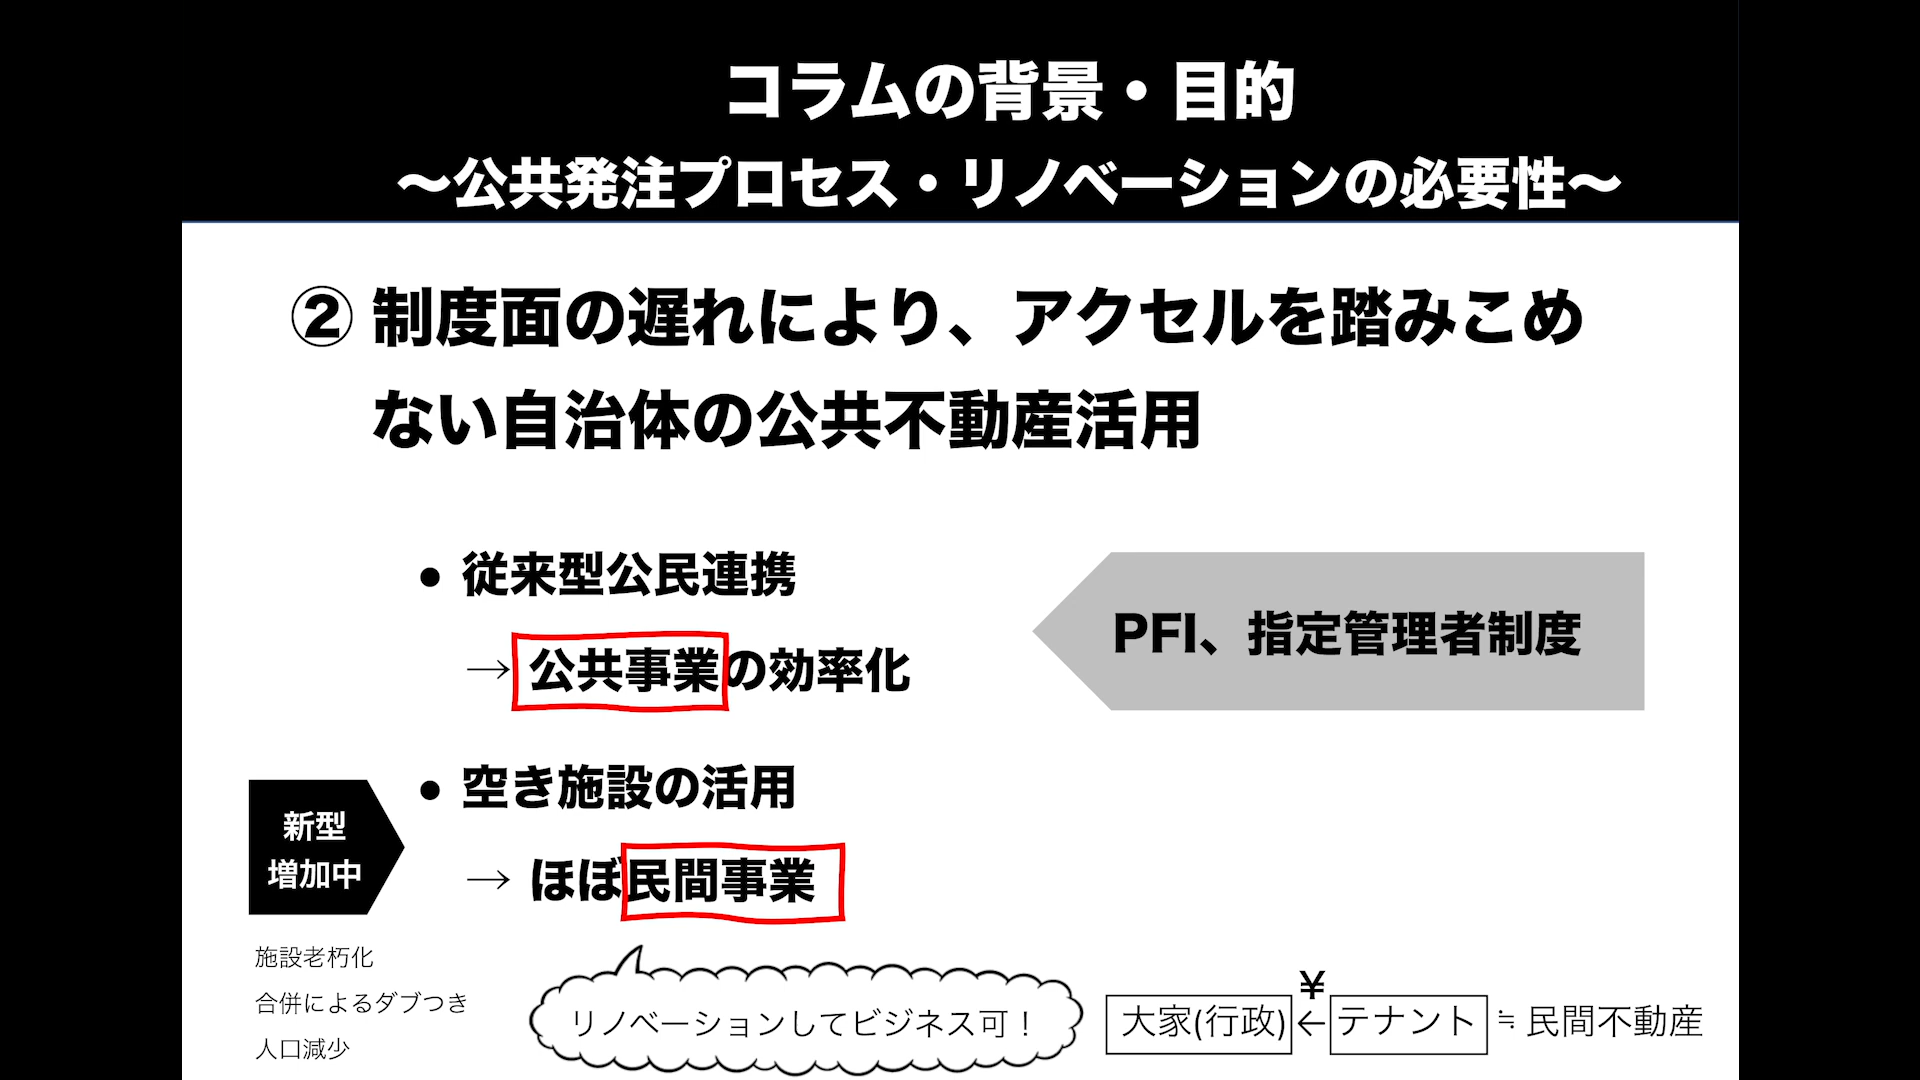 コラムの背景・目的
～公共発注プロセス・リノベーションの必要性～
② 制度面の遅れにより、アクセルを踏みこめ
ない自治体の公共不動産活用
• 従来型公民連携
→ 公共事業の効率化
PFI、指定管理者制度
• 空き施設の活用
→ ほぼ民間事業
新型
増加中
施設老朽化
合併によるダブつき
人口減少
リノベーションしてビジネス可！
¥
大家(行政)←テナント ≒ 民間不動産